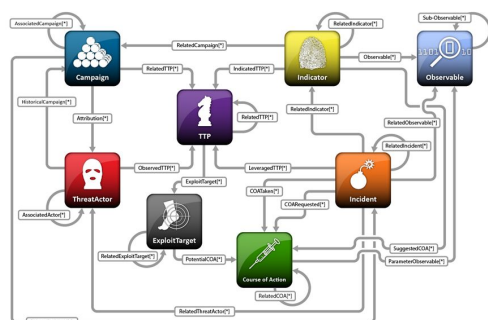 AssociatedCampaign[*]
RelatedIndicator[*]
Sub-Observable[*]
RelatedCampaign[*]
Campaign
Indicator
Observable[*]
Observable
RelatedTTP[*]
IndicatedTTP[*]
HistoricalCampaign[*]
RelatedIndicator[*]
TTP
RelatedTTP[*]
RelatedObservable[*]
Attribution[*]
RelatedIncident[*]
ObservedTTP[*]
LeveragedTTP[*]
ThreatActor
ExploitTarget[*]
COATaken[*]
COARequested[*]
Incident
AssociatedActor[*]
ExploitTarget
SuggestedCOA[*]
RelatedExploitTarget[*]
PotentialCOA[*]
ParameterObservable[*]
Course of Action
RelatedCOA[*]
RelatedThreatActor[*]